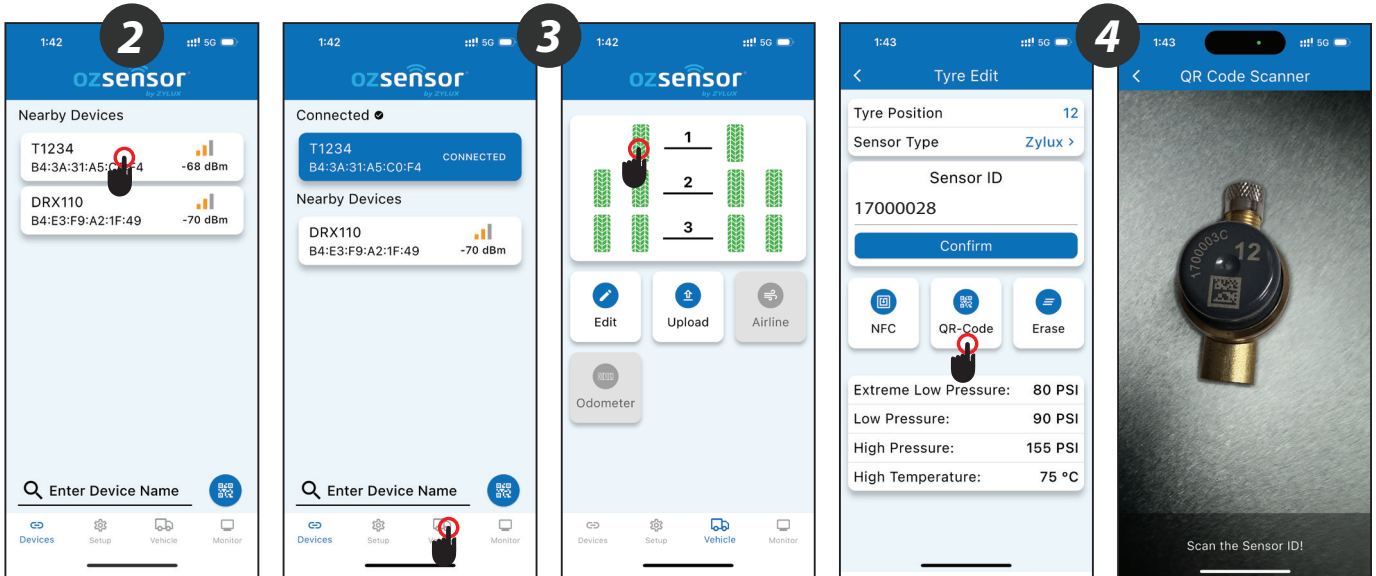 2
1:42
5G
ozsensor
by ZYLUX
Nearby Devices
T1234
-68 dBm
DRX110
B4:E3:F9:A2:1F:49
-70 dBm
Enter Device Name
Devices
Setup
Vehicle
Monitor
1:42
5G
ozsensor
by ZYLUX
Connected
T1234
B4:3A:31:A5:C0:F4
CONNECTED
Nearby Devices
DRX110
B4:E3:F9:A2:1F:49
-70 dBm
Enter Device Name
Devices
Setup
Monitor
3
1:42
5G
ozsensor
by ZYLUX
1
2
3
Edit
Upload
Airline
Odometer
Devices
Setup
Vehicle
Monitor
1:43
5G
Tyre Edit
Tyre Position
12
Sensor Type
Zylux >
Sensor ID
17000028
Confirm
NFC
QR-Code
Erase
Extreme Low Pressure: 80 PSI
Low Pressure: 90 PSI
High Pressure: 155 PSI
High Temperature: 75 °C
4
1:43
5G
QR Code Scanner
1700003C
12
Scan the Sensor ID!